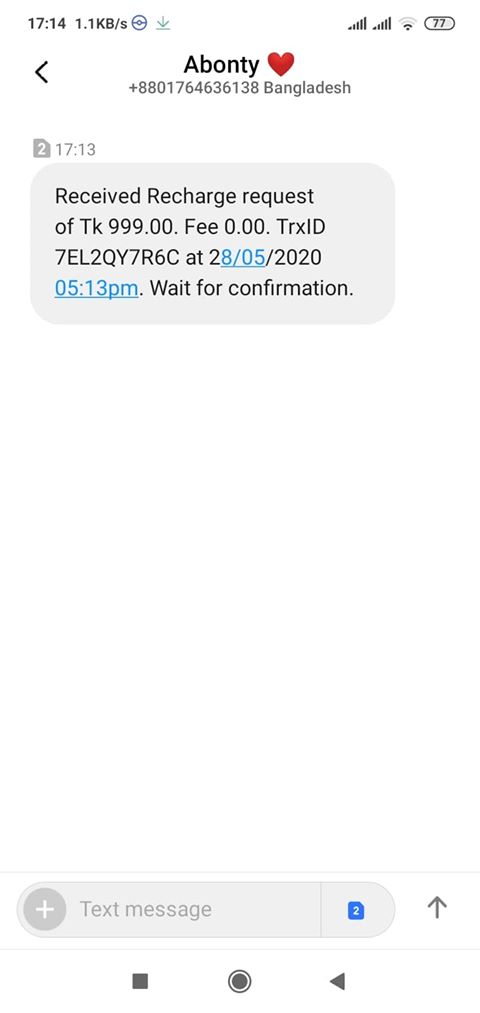 17:14 1.1KB/s 77
Abonty ❤️
+8801764636138 Bangladesh
2 17:13
Received Recharge request
of Tk 999.00. Fee 0.00. TrxID
7EL2QY7R6C at 28/05/2020
05:13pm. Wait for confirmation.
Text message 2